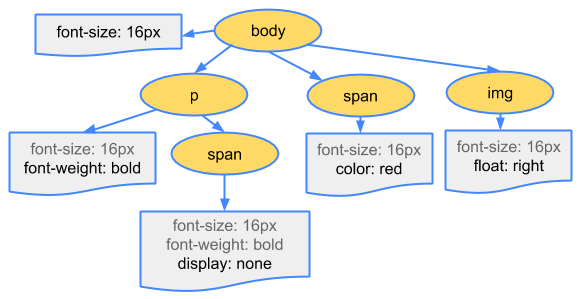 body
font-size: 16px
p
span
img
font-size: 16px
font-weight: bold
span
font-size: 16px
color: red
font-size: 16px
float: right
font-size: 16px
font-weight: bold
display: none